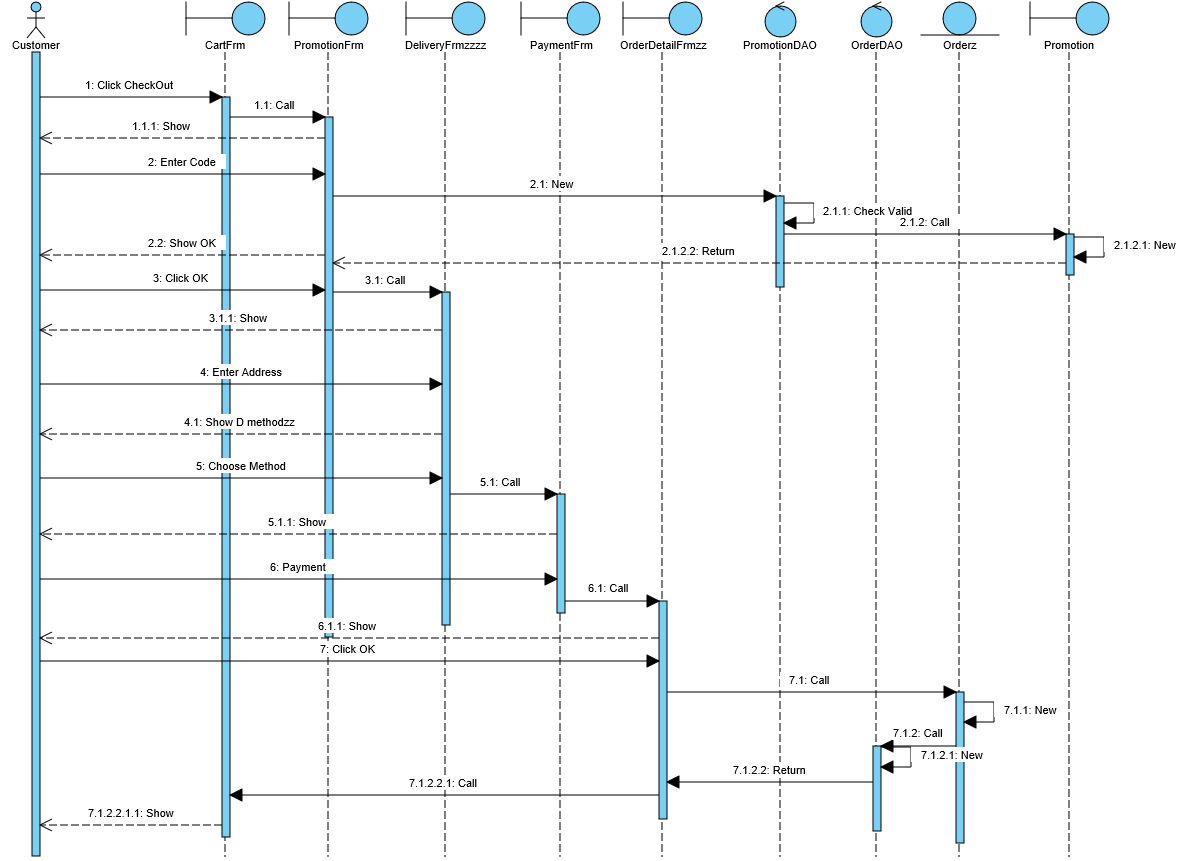 Customer
CartFrm
PromotionFrm
DeliveryFrmzzzz
PaymentFrm
OrderDetailFrmzz
PromotionDAO
OrderDAO
Orderz
Promotion
1: Click CheckOut
1.1: Call
1.1.1: Show
2: Enter Code
2.1: New
2.1.1: Check Valid
2.1.2: Call
2.2: Show OK
2.1.2.2: Return
2.1.2.1: New
3: Click OK
3.1: Call
3.1.1: Show
4: Enter Address
4.1: Show D methodzz
5: Choose Method
5.1: Call
5.1.1: Show
6: Payment
6.1: Call
6.1.1: Show
7: Click OK
7.1: Call
7.1.1: New
7.1.2: Call
7.1.2.1: New
7.1.2.2: Return
7.1.2.2.1: Call
7.1.2.2.1.1: Show